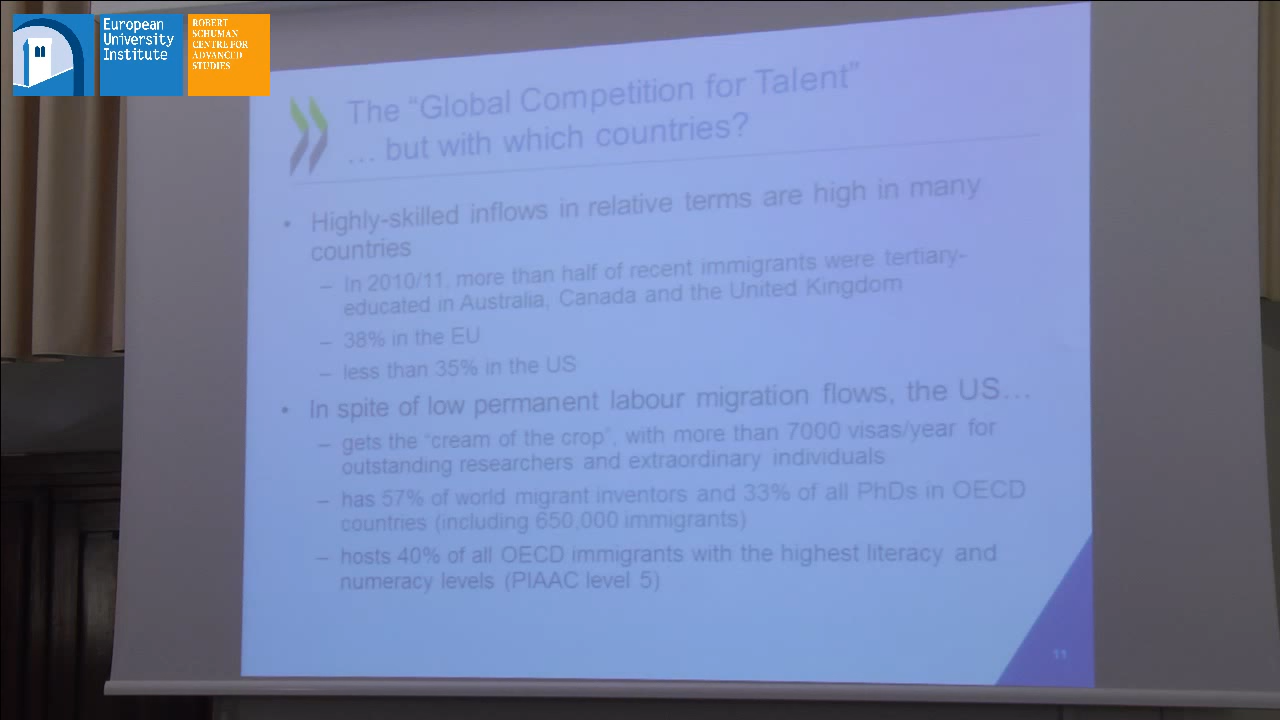 European
University
Institute
ROBERT
SCHUMAN
CENTRE FOR
ADVANCED
STUDIES
The “Global Competition for Talent”
… but with which countries?
• Highly-skilled inflows in relative terms are high in many
countries
– In 2010/11, more than half of recent immigrants were tertiary-
educated in Australia, Canada and the United Kingdom
– 38% in the EU
– less than 35% in the US
• In spite of low permanent labour migration flows, the US…
– gets the “cream of the crop”, with more than 7000 visas/year for
outstanding researchers and extraordinary individuals
– has 57% of world migrant inventors and 33% of all PhDs in OECD
countries (including 650,000 immigrants)
– hosts 40% of all OECD immigrants with the highest literacy and
numeracy levels (PIAAC level 5)
11